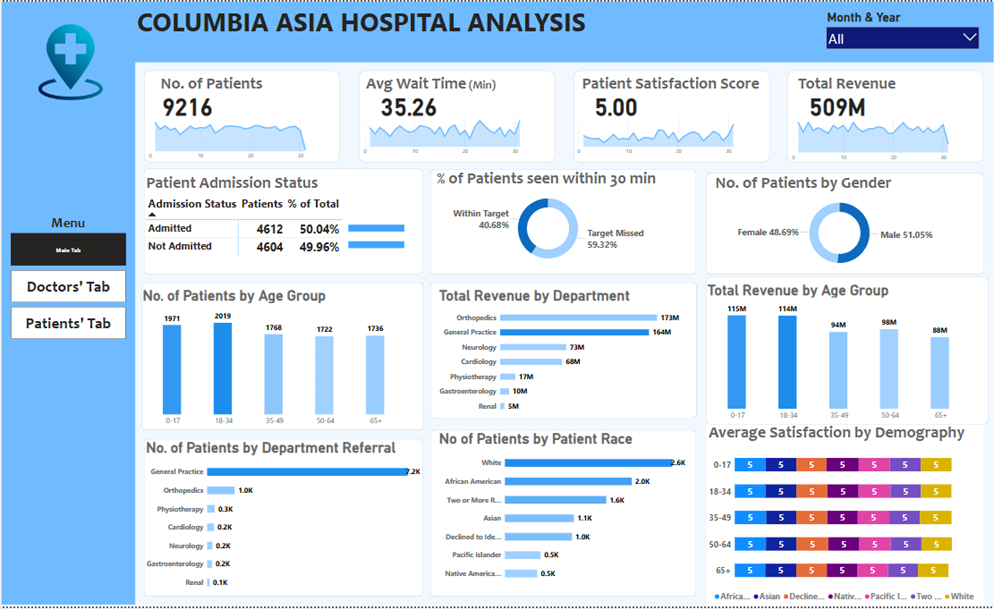 COLUMBIA ASIA HOSPITAL ANALYSIS
Month & Year
All
No. of Patients
9216
0 10 20 30
Avg Wait Time (Min)
35.26
0 10 20 30
Patient Satisfaction Score
5.00
0 10 20 30
Total Revenue
509M
0 10 20 30
Menu
Main Tab
Doctors' Tab
Patients' Tab
Patient Admission Status
Admission Status Patients % of Total
Admitted 4612 50.04%
Not Admitted 4604 49.96%
% of Patients seen within 30 min
Within Target
40.68%
Target Missed
59.32%
No. of Patients by Gender
Female 48.69%
Male 51.05%
No. of Patients by Age Group
1971 2019 1768 1722 1736
0-17 18-34 35-49 50-64 65+
Total Revenue by Department
Orthopedics 173M
General Practice 164M
Neurology 73M
Cardiology 68M
Physiotherapy 17M
Gastroenterology 10M
Renal 5M
Total Revenue by Age Group
115M 114M 94M 98M 88M
0-17 18-34 35-49 50-64 65+
No. of Patients by Department Referral
General Practice 7.2K
Orthopedics 1.0K
Physiotherapy 0.3K
Cardiology 0.2K
Neurology 0.2K
Gastroenterology 0.2K
Renal 0.1K
No of Patients by Patient Race
White 2.6K
African American 2.0K
Two or More R... 1.6K
Asian 1.1K
Declined to Ide... 1.0K
Pacific Islander 0.5K
Native America... 0.5K
Average Satisfaction by Demography
0-17 5 5 5 5 5 5 5
18-34 5 5 5 5 5 5 5
35-49 5 5 5 5 5 5 5
50-64 5 5 5 5 5 5 5
65+ 5 5 5 5 5 5 5
Africa... Asian Decline... Nativ... Pacific I... Two ... White